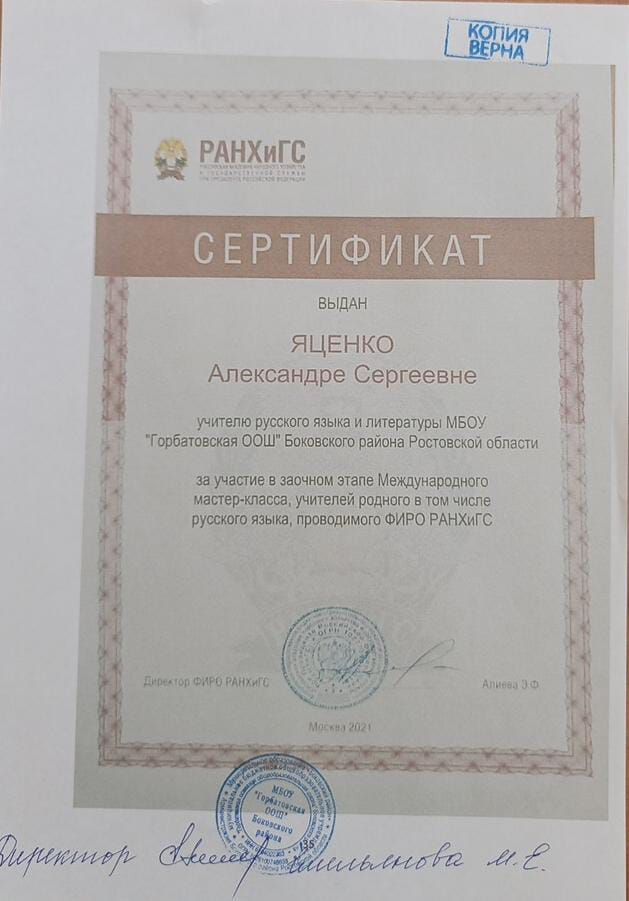 КОПИЯ
ВЕРНА
РАНХиГС
РОССИЙСКАЯ АКАДЕМИЯ НАРОДНОГО ХОЗЯЙСТВА
И ГОСУДАРСТВЕННОЙ СЛУЖБЫ
ПРИ ПРЕЗИДЕНТЕ РОССИЙСКОЙ ФЕДЕРАЦИИ
СЕРТИФИКАТ
ВЫДАН
ЯЦЕНКО
Александре Сергеевне
учителю русского языка и литературы МБОУ
"Горбатовская ООШ" Боковского района Ростовской области
за участие в заочном этапе Международного
мастер-класса, учителей родного в том числе
русского языка, проводимого ФИРО РАНХиГС
Директор ФИРО РАНХиГС
Алиева Э.Ф.
Москва 2021
МБОУ
"Горбатовская
ООШ"
Боковского
района
Директор
М.Е.